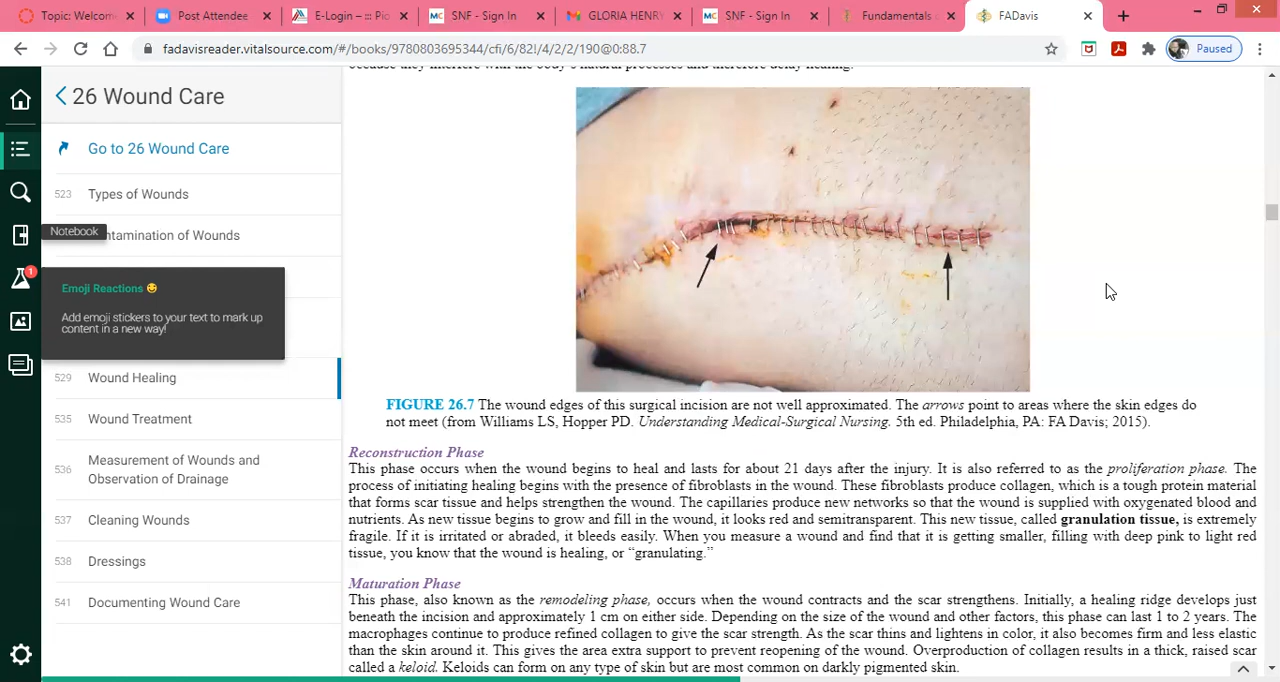 Topic: Welcom
Post Attendee
E-Login – ::: Pio
SNF - Sign In
GLORIA HENRY
SNF - Sign In
Fundamentals
FADavis
fadavisreader.vitalsource.com/#/books/9780803695344/cfi/6/82!/4/2/2/190@0:88.7
Paused
26 Wound Care
Go to 26 Wound Care
523 Types of Wounds
Notebook
ntamination of Wounds
1
Emoji Reactions 😀
Add emoji stickers to your text to mark up
content in a new way!
529 Wound Healing
535 Wound Treatment
536 Measurement of Wounds and
Observation of Drainage
537 Cleaning Wounds
538 Dressings
541 Documenting Wound Care
because they interfere with the body's natural processes and therefore delay healing.
FIGURE 26.7 The wound edges of this surgical incision are not well approximated. The arrows point to areas where the skin edges do
not meet (from Williams LS, Hopper PD. Understanding Medical-Surgical Nursing. 5th ed. Philadelphia, PA: FA Davis; 2015).
Reconstruction Phase
This phase occurs when the wound begins to heal and lasts for about 21 days after the injury. It is also referred to as the proliferation phase. The
process of initiating healing begins with the presence of fibroblasts in the wound. These fibroblasts produce collagen, which is a tough protein material
that forms scar tissue and helps strengthen the wound. The capillaries produce new networks so that the wound is supplied with oxygenated blood and
nutrients. As new tissue begins to grow and fill in the wound, it looks red and semitransparent. This new tissue, called granulation tissue, is extremely
fragile. If it is irritated or abraded, it bleeds easily. When you measure a wound and find that it is getting smaller, filling with deep pink to light red
tissue, you know that the wound is healing, or “granulating.”
Maturation Phase
This phase, also known as the remodeling phase, occurs when the wound contracts and the scar strengthens. Initially, a healing ridge develops just
beneath the incision and approximately 1 cm on either side. Depending on the size of the wound and other factors, this phase can last 1 to 2 years. The
macrophages continue to produce refined collagen to give the scar strength. As the scar thins and lightens in color, it also becomes firm and less elastic
than the skin around it. This gives the area extra support to prevent reopening of the wound. Overproduction of collagen results in a thick, raised scar
called a keloid. Keloids can form on any type of skin but are most common on darkly pigmented skin.